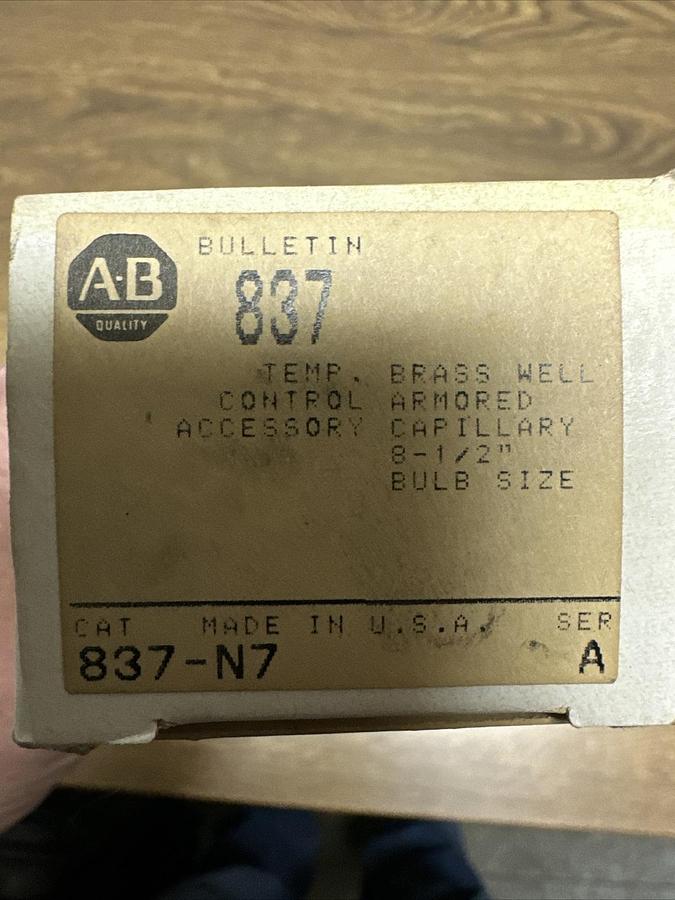 A·B
QUALITY
BULLETIN
837
TEMP. BRASS WELL
CONTROL ARMORED
ACCESSORY CAPILLARY
8-1/2"
BULB SIZE
CAT MADE IN U.S.A. SER
837-N7 A